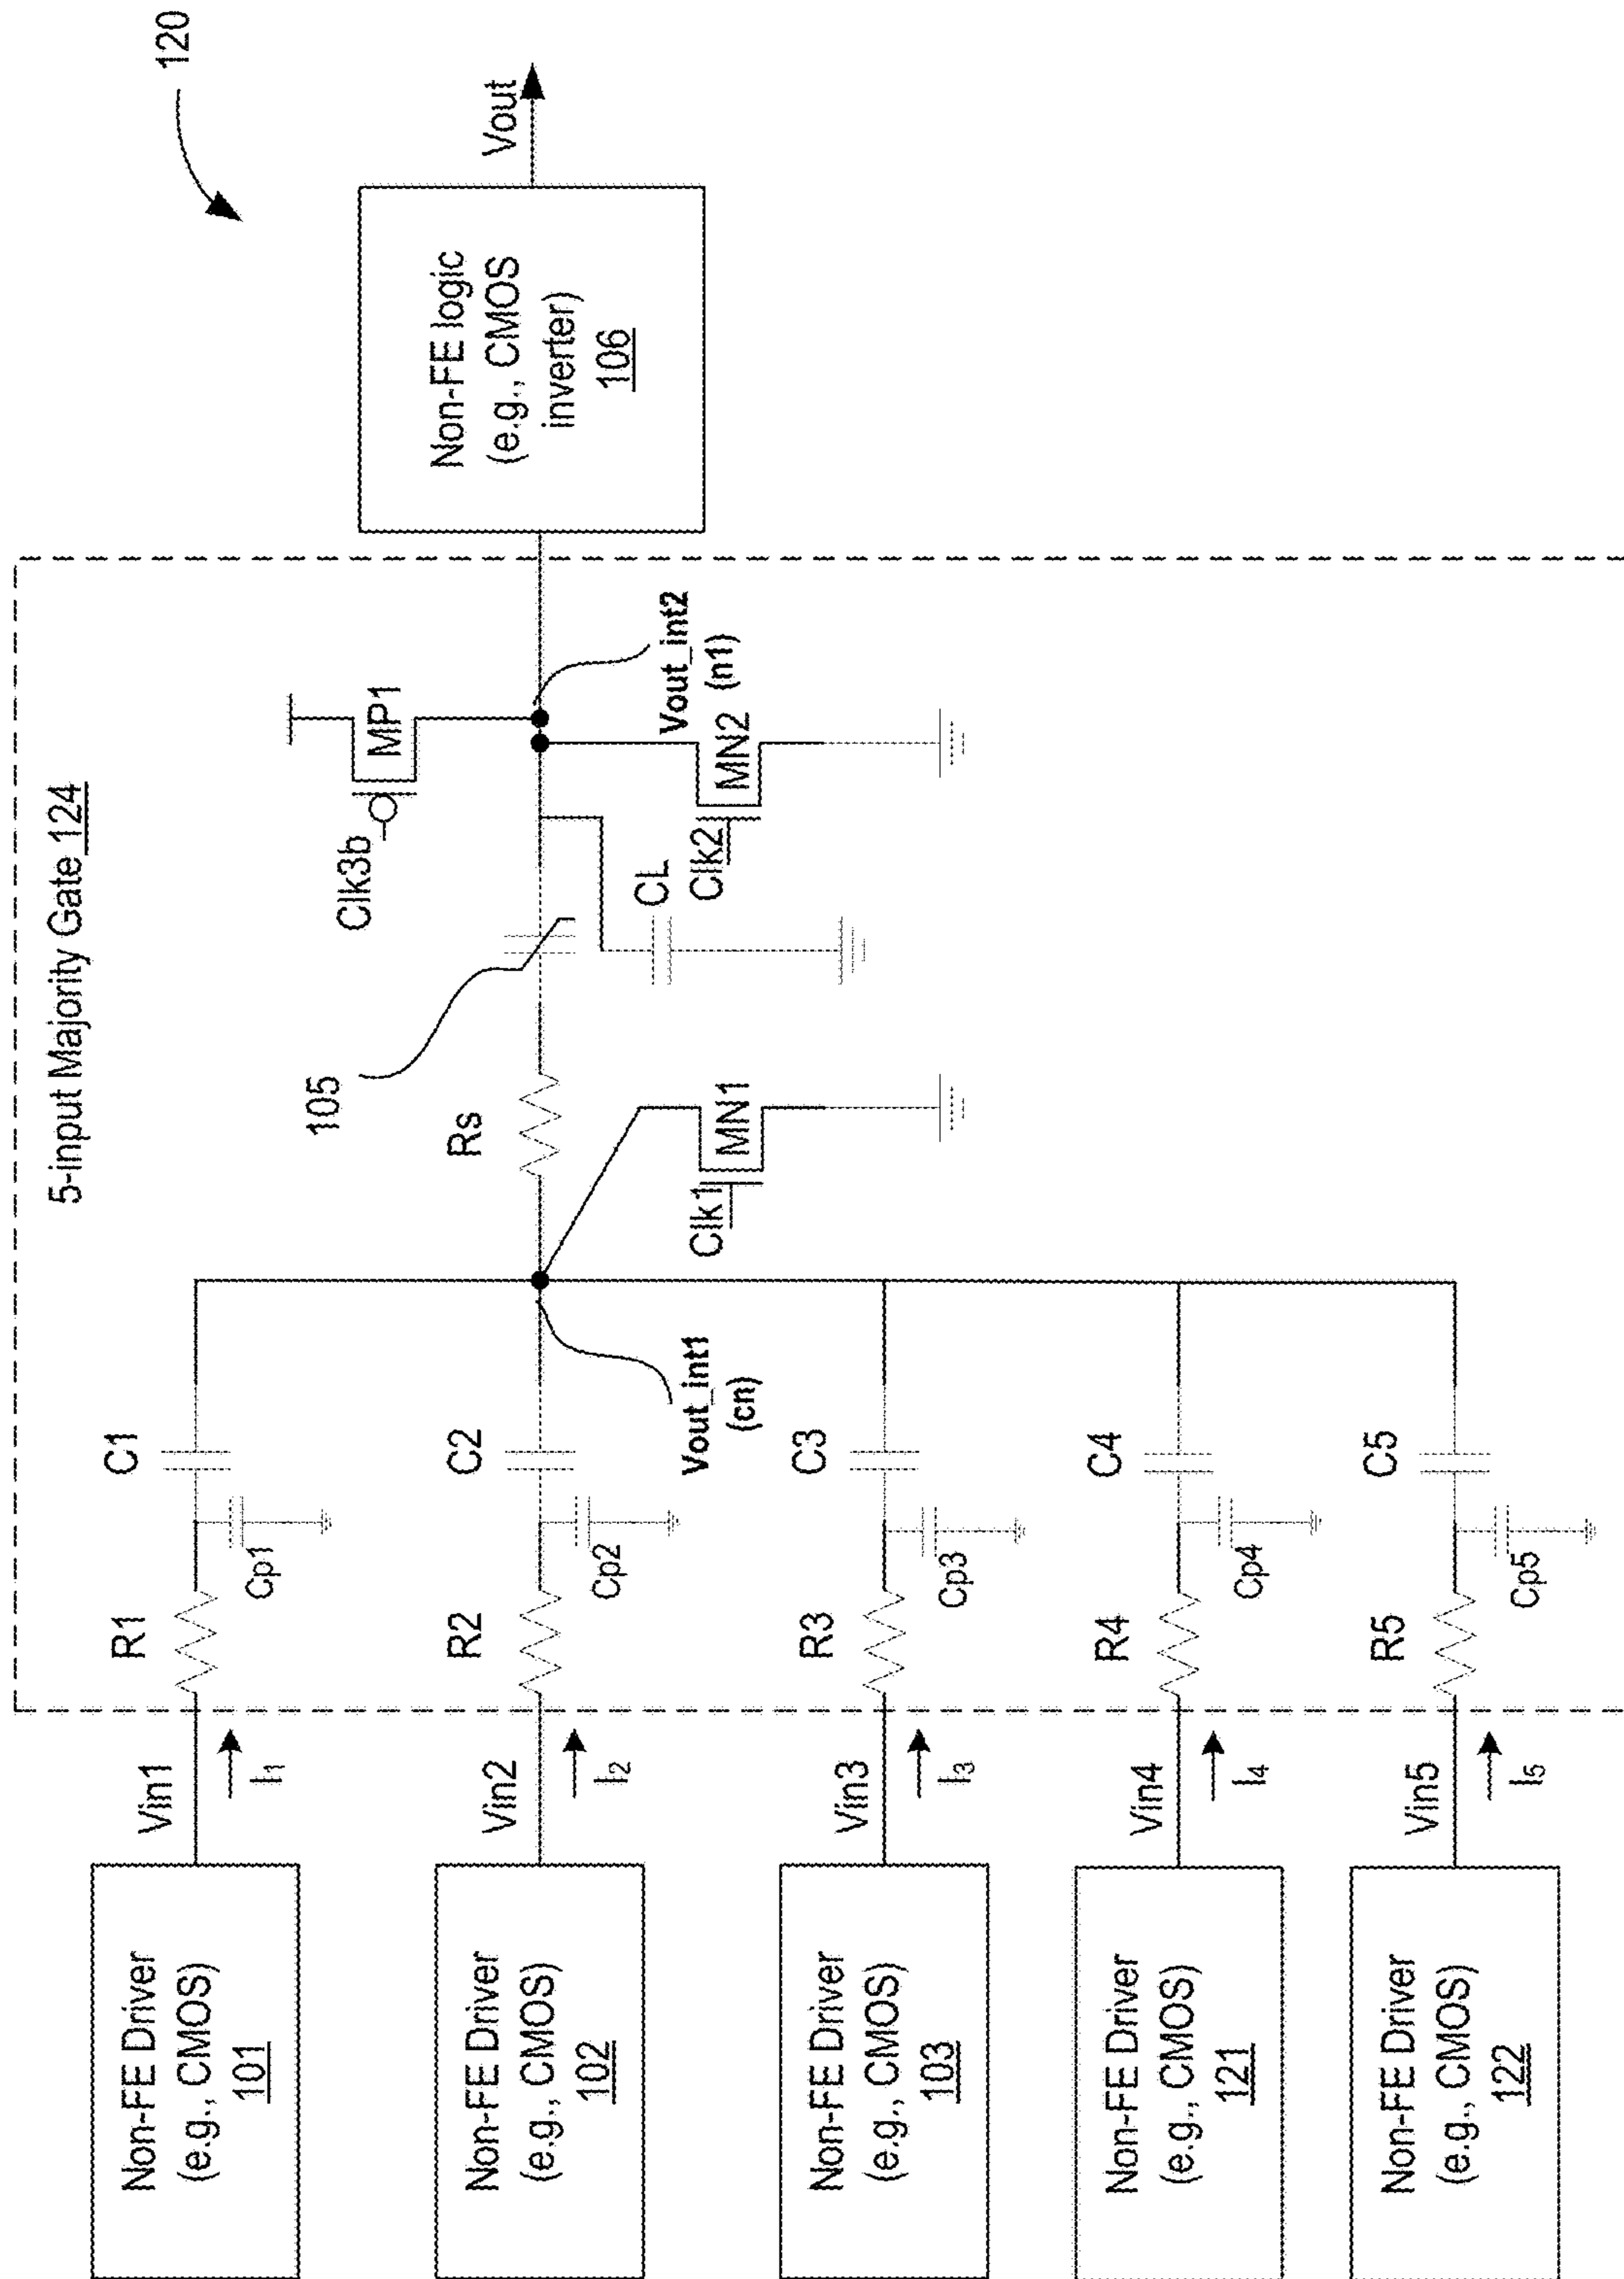 120
5-input Majority Gate 124
Non-FE Driver
(e.g., CMOS)
101
Vin1
I₁
R1
Cp1
C1
Non-FE Driver
(e.g., CMOS)
102
Vin2
I₂
R2
Cp2
C2
Vout_int1
(cn)
Rs
105
Clk1
MN1
CL
Clk3b
MP1
Clk2
MN2
Vout_int2
(n1)
Non-FE logic
(e.g., CMOS
inverter)
106
Vout
Non-FE Driver
(e.g., CMOS)
103
Vin3
I₃
R3
Cp3
C3
Non-FE Driver
(e.g., CMOS)
121
Vin4
I₄
R4
Cp4
C4
Non-FE Driver
(e.g., CMOS)
122
Vin5
I₅
R5
Cp5
C5